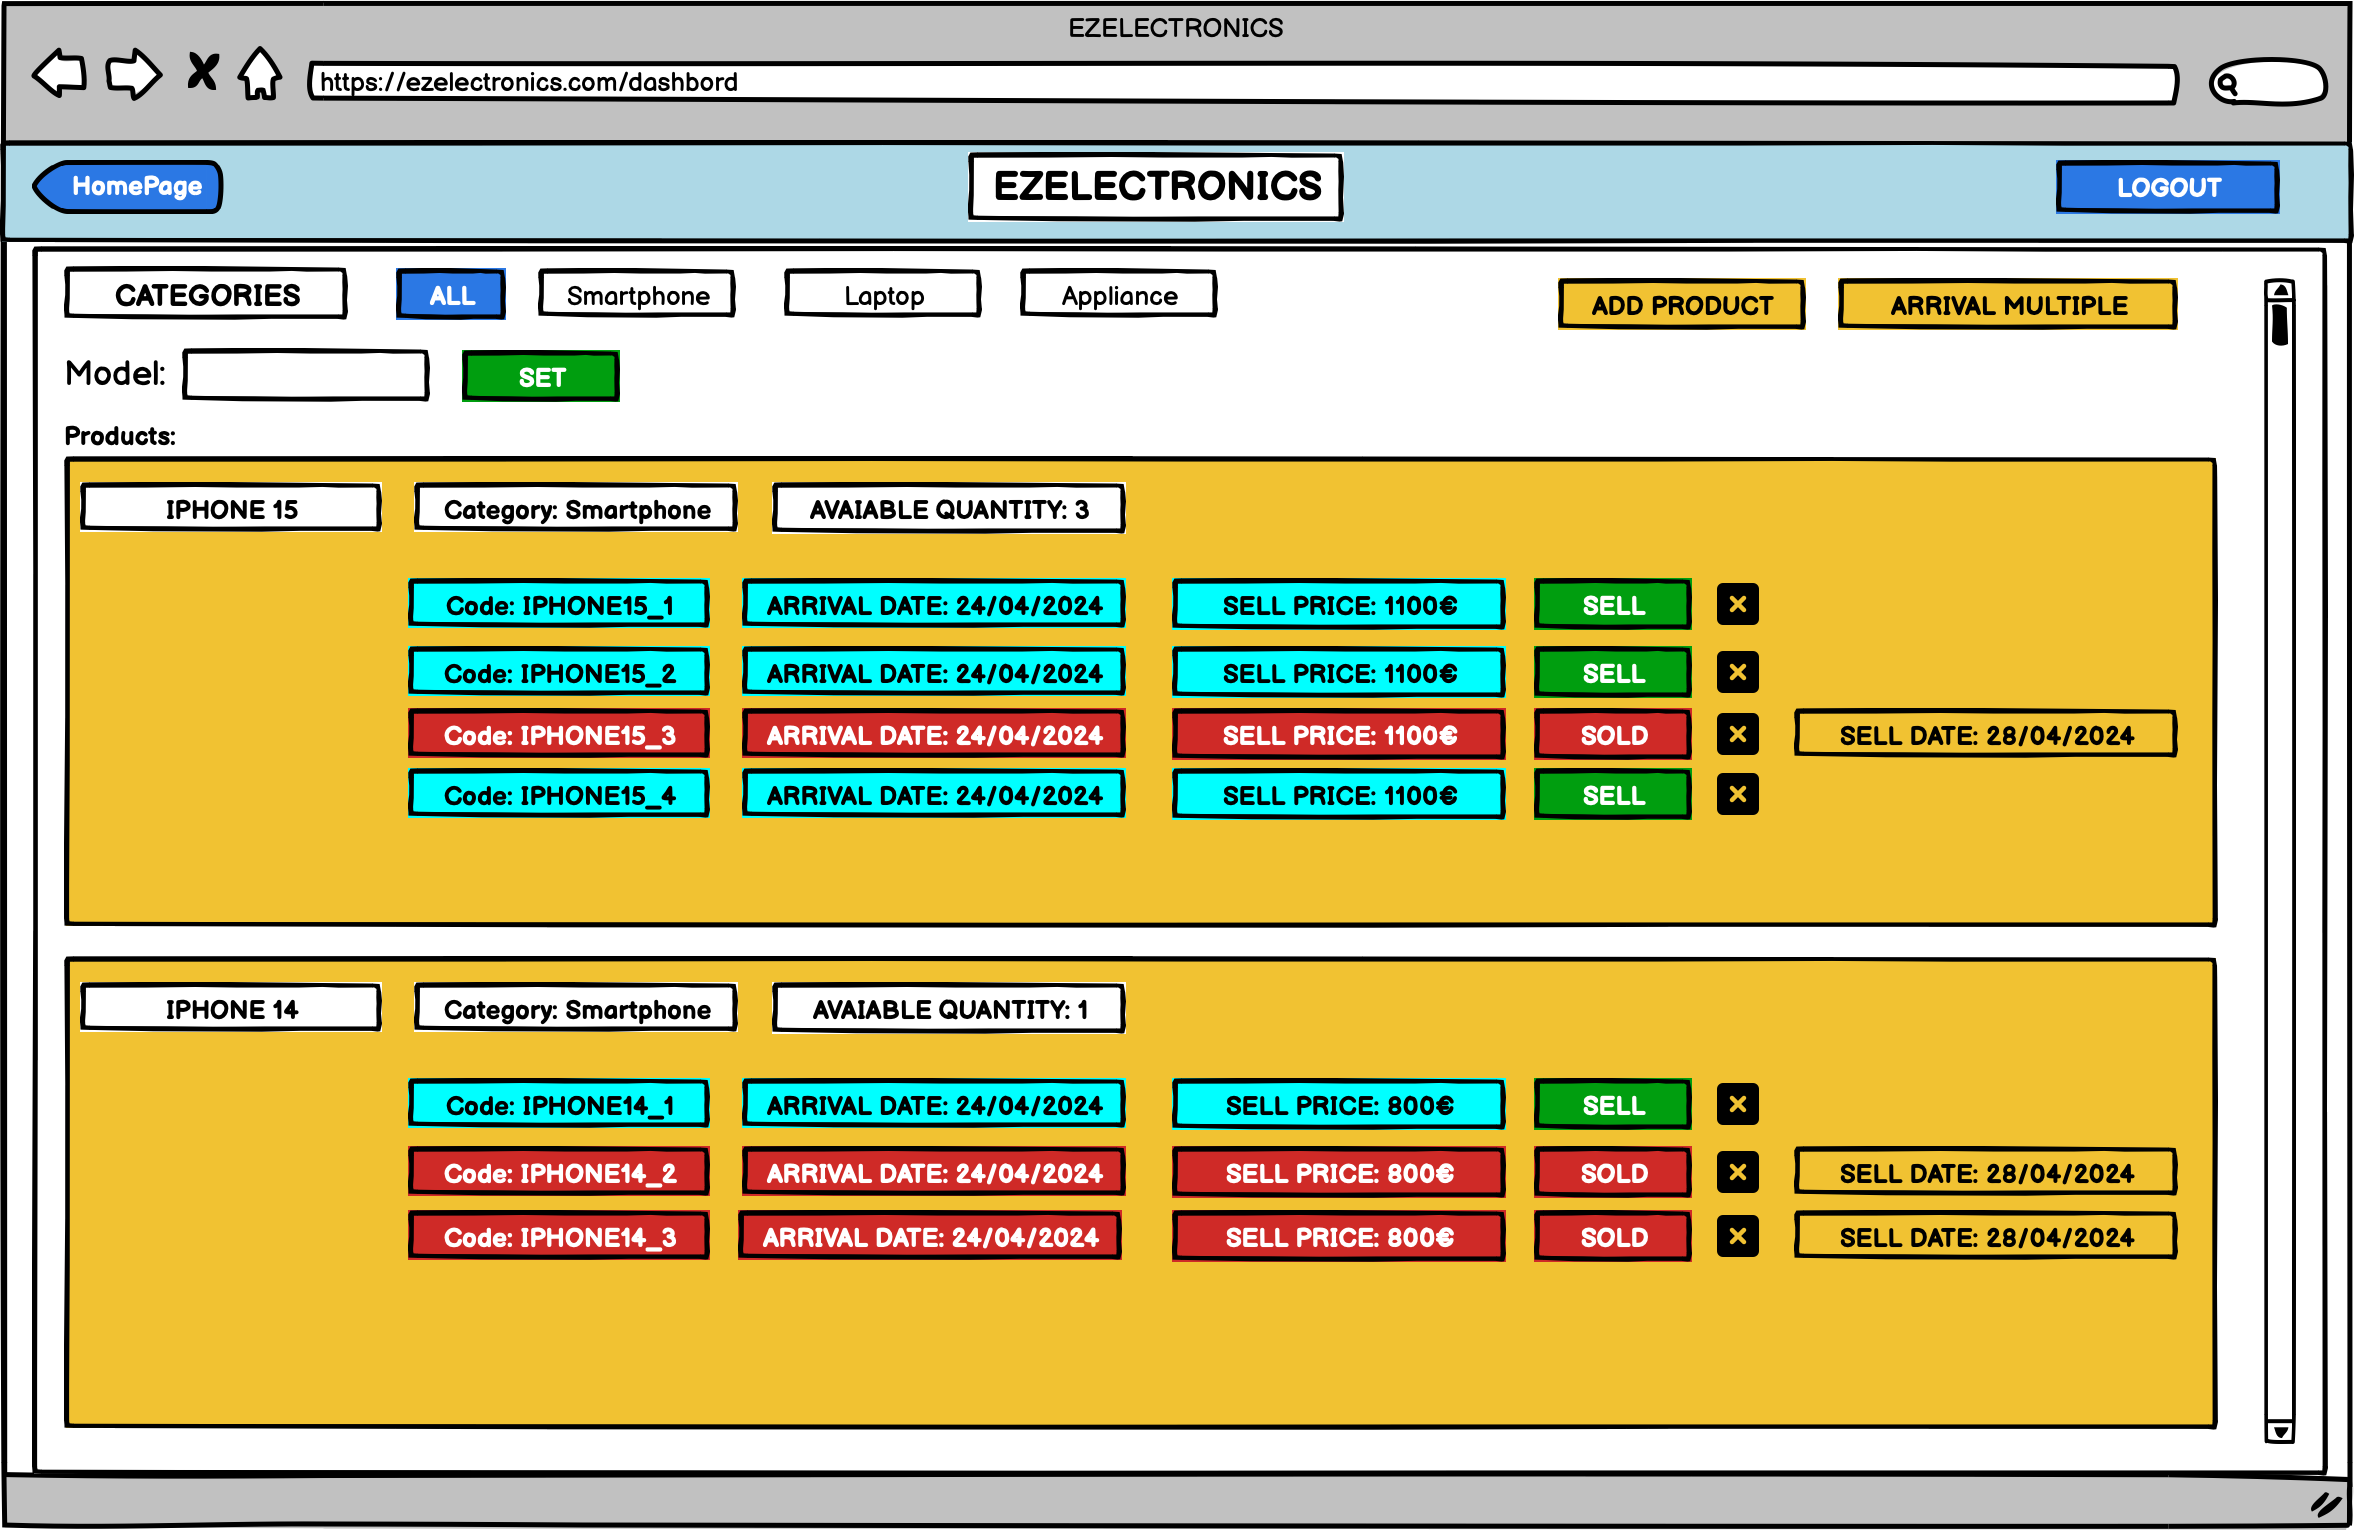 EZELECTRONICS
https://ezelectronics.com/dashbord
HomePage
EZELECTRONICS
LOGOUT
CATEGORIES ALL Smartphone Laptop Appliance ADD PRODUCT ARRIVAL MULTIPLE
Model: SET
Products:
IPHONE 15 Category: Smartphone AVAIABLE QUANTITY: 3
Code: IPHONE15_1 ARRIVAL DATE: 24/04/2024 SELL PRICE: 1100€ SELL
Code: IPHONE15_2 ARRIVAL DATE: 24/04/2024 SELL PRICE: 1100€ SELL
Code: IPHONE15_3 ARRIVAL DATE: 24/04/2024 SELL PRICE: 1100€ SOLD SELL DATE: 28/04/2024
Code: IPHONE15_4 ARRIVAL DATE: 24/04/2024 SELL PRICE: 1100€ SELL
IPHONE 14 Category: Smartphone AVAIABLE QUANTITY: 1
Code: IPHONE14_1 ARRIVAL DATE: 24/04/2024 SELL PRICE: 800€ SELL
Code: IPHONE14_2 ARRIVAL DATE: 24/04/2024 SELL PRICE: 800€ SOLD SELL DATE: 28/04/2024
Code: IPHONE14_3 ARRIVAL DATE: 24/04/2024 SELL PRICE: 800€ SOLD SELL DATE: 28/04/2024